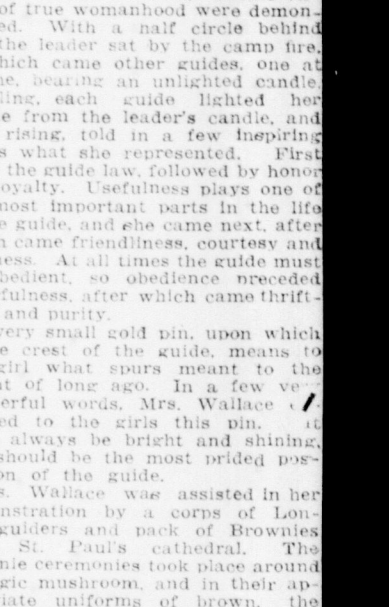 of true womanhood were demon-
ed. With a half circle behind
the leader sat by the camp fire,
hich came other guides, one at
e, bearing an unlighted candle.
ling, each guide lighted her
e from the leader's candle, and
rising, told in a few inspiring
s what she represented. First
the guide law, followed by honor
oyalty. Usefulness plays one of
most important parts in the life
e guide, and she came next, after
h came friendliness, courtesy and
ness. At all times the guide must
bedient, so obedience preceded
fulness, after which came thrift-
and purity.
very small gold pin, upon which
e crest of the guide, means to
girl what spurs meant to the
ht of long ago. In a few
erful words, Mrs. Wallace
ed to the girls this pin. it
always be bright and shining,
should be the most prided pos-
on of the guide.
s. Wallace was assisted in her
nstration by a corps of Lon-
guiders and pack of Brownies
St. Paul's cathedral. The
nie ceremonies took place around
gic mushroom, and in their ap-
iate uniforms of brown, the